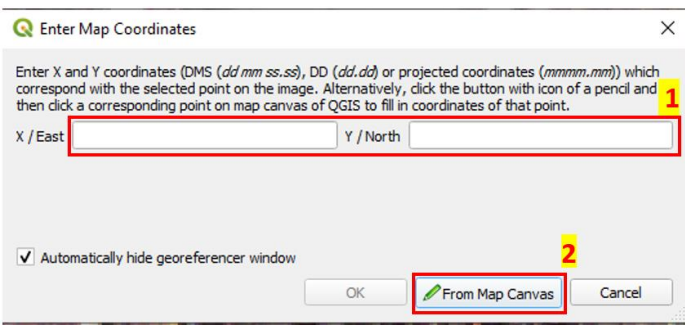 Enter Map Coordinates
Enter X and Y coordinates (DMS (dd mm ss.ss), DD (dd.dd) or projected coordinates (mmmm.mm)) which
correspond with the selected point on the image. Alternatively, click the button with icon of a pencil and
then click a corresponding point on map canvas of QGIS to fill in coordinates of that point.
1
X / East Y / North
Automatically hide georeferencer window
2
OK From Map Canvas Cancel